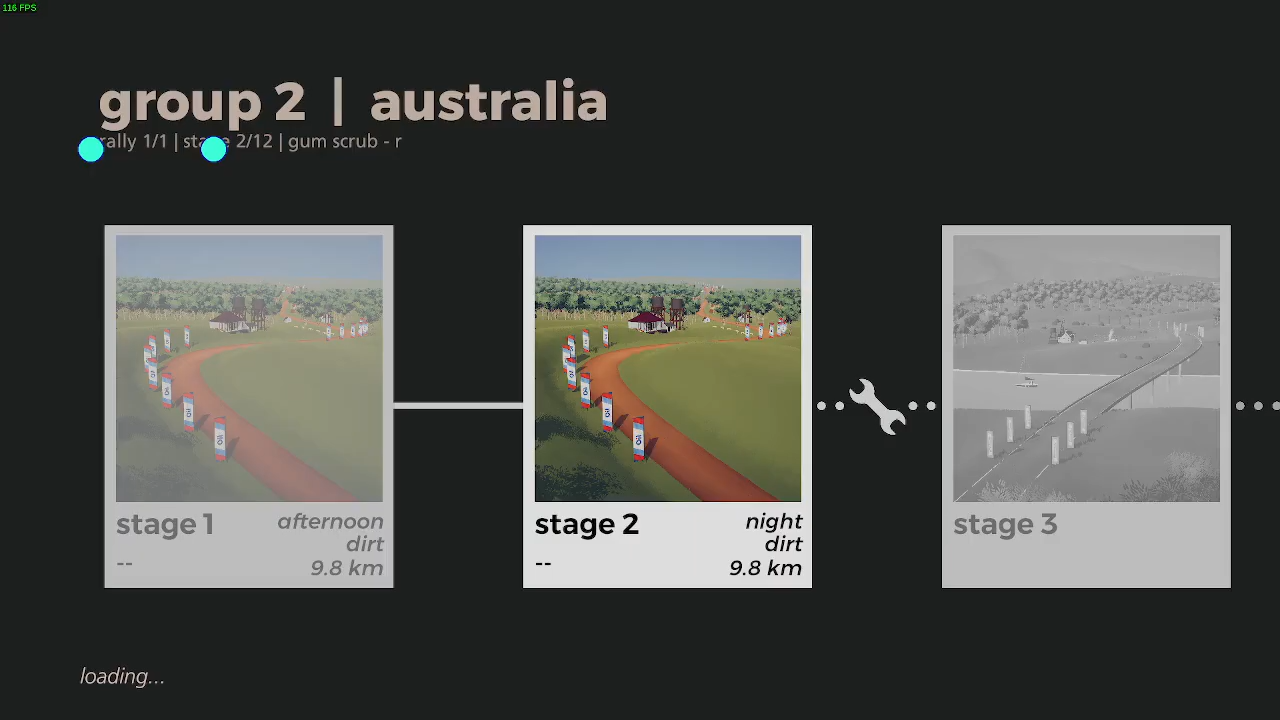 116 FPS
group 2 | australia
rally 1/1 | stage 2/12 | gum scrub - r
stage 1
afternoon
dirt
--
9.8 km
stage 2
night
dirt
--
9.8 km
stage 3
loading...